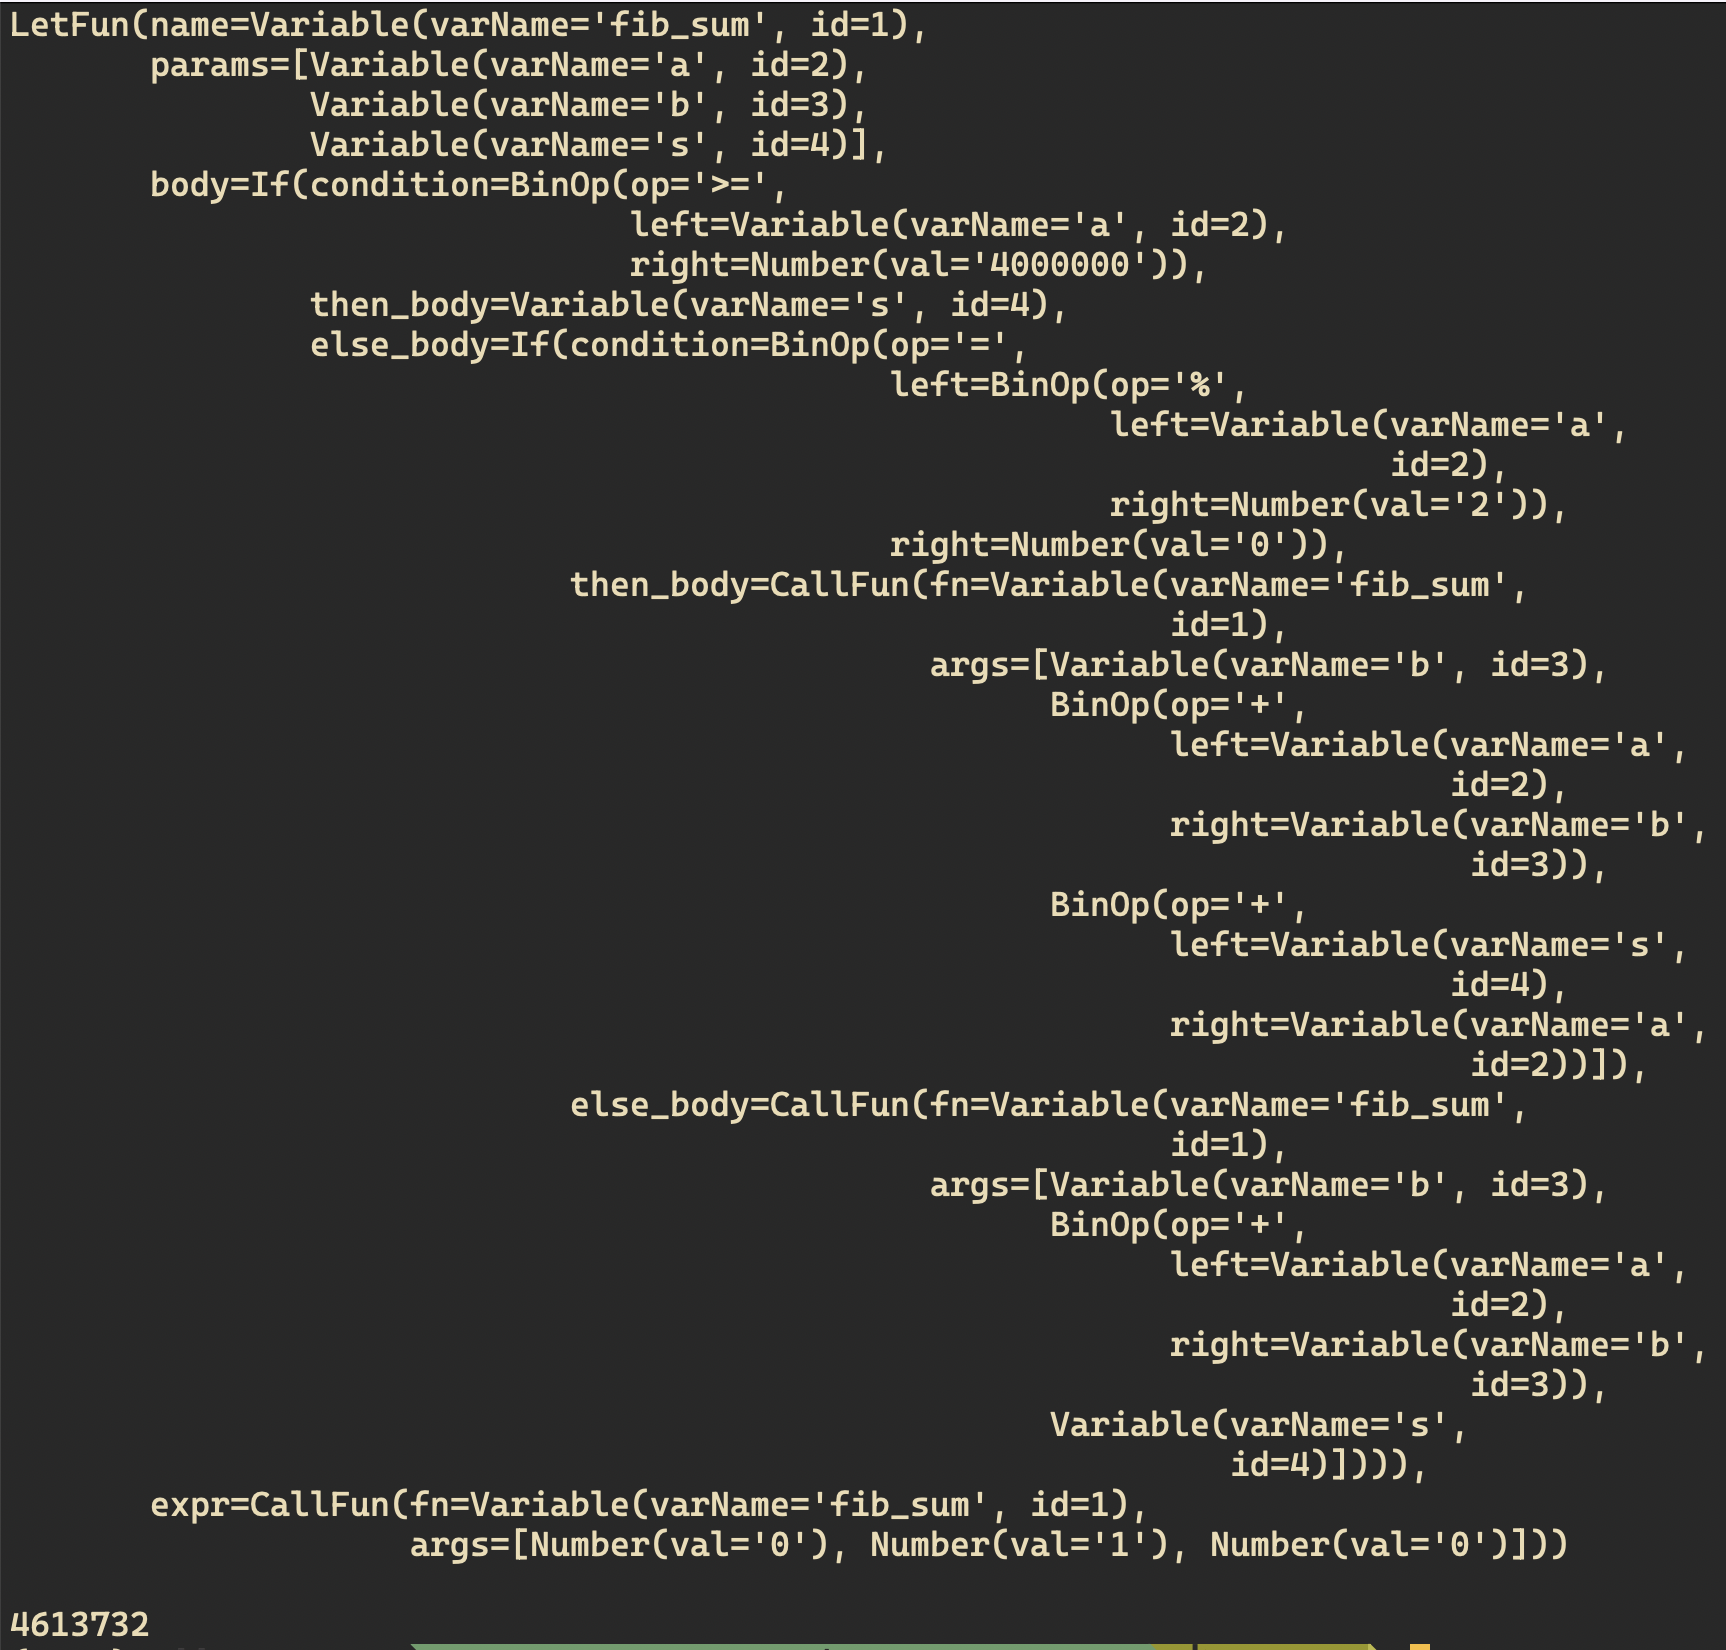 LetFun(name=Variable(varName='fib_sum', id=1),
params=[Variable(varName='a', id=2),
Variable(varName='b', id=3),
Variable(varName='s', id=4)],
body=If(condition=BinOp(op='>=',
left=Variable(varName='a', id=2),
right=Number(val='4000000')),
then_body=Variable(varName='s', id=4),
else_body=If(condition=BinOp(op='=',
left=BinOp(op='%',
left=Variable(varName='a',
id=2),
right=Number(val='2')),
right=Number(val='0')),
then_body=CallFun(fn=Variable(varName='fib_sum',
id=1),
args=[Variable(varName='b', id=3),
BinOp(op='+',
left=Variable(varName='a',
id=2),
right=Variable(varName='b',
id=3)),
BinOp(op='+',
left=Variable(varName='s',
id=4),
right=Variable(varName='a',
id=2))]),
else_body=CallFun(fn=Variable(varName='fib_sum',
id=1),
args=[Variable(varName='b', id=3),
BinOp(op='+',
left=Variable(varName='a',
id=2),
right=Variable(varName='b',
id=3)),
Variable(varName='s',
id=4)]))),
expr=CallFun(fn=Variable(varName='fib_sum', id=1),
args=[Number(val='0'), Number(val='1'), Number(val='0')]))
4613732